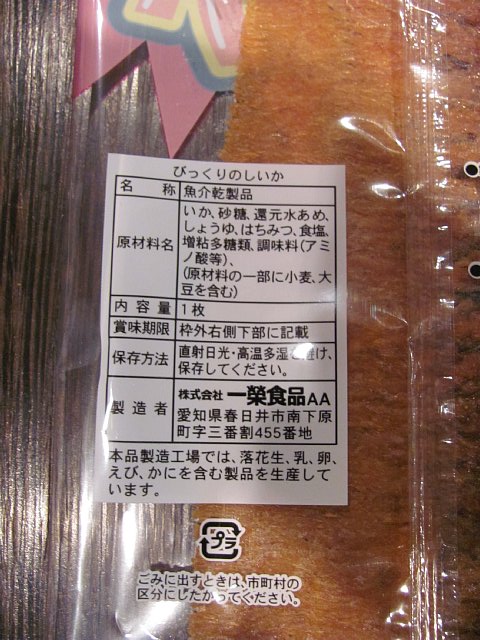 びっくりのしいか
名称 魚介乾製品
原材料名 いか、砂糖、還元水あめ、
しょうゆ、はちみつ、食塩、
増粘多糖類、調味料(アミ
ノ酸等)、
(原材料の一部に小麦、大
豆を含む)
内容量 1枚
賞味期限 枠外右側下部に記載
保存方法 直射日光・高温多湿を避け、
保存してください。
製造者 株式会社 一榮食品AA
愛知県春日井市南下原
町字三番割455番地
本品製造工場では、落花生、乳、卵、
えび、かにを含む製品を生産して
います。
プラ
ごみに出すときは、市町村の
区分にしたがってください。